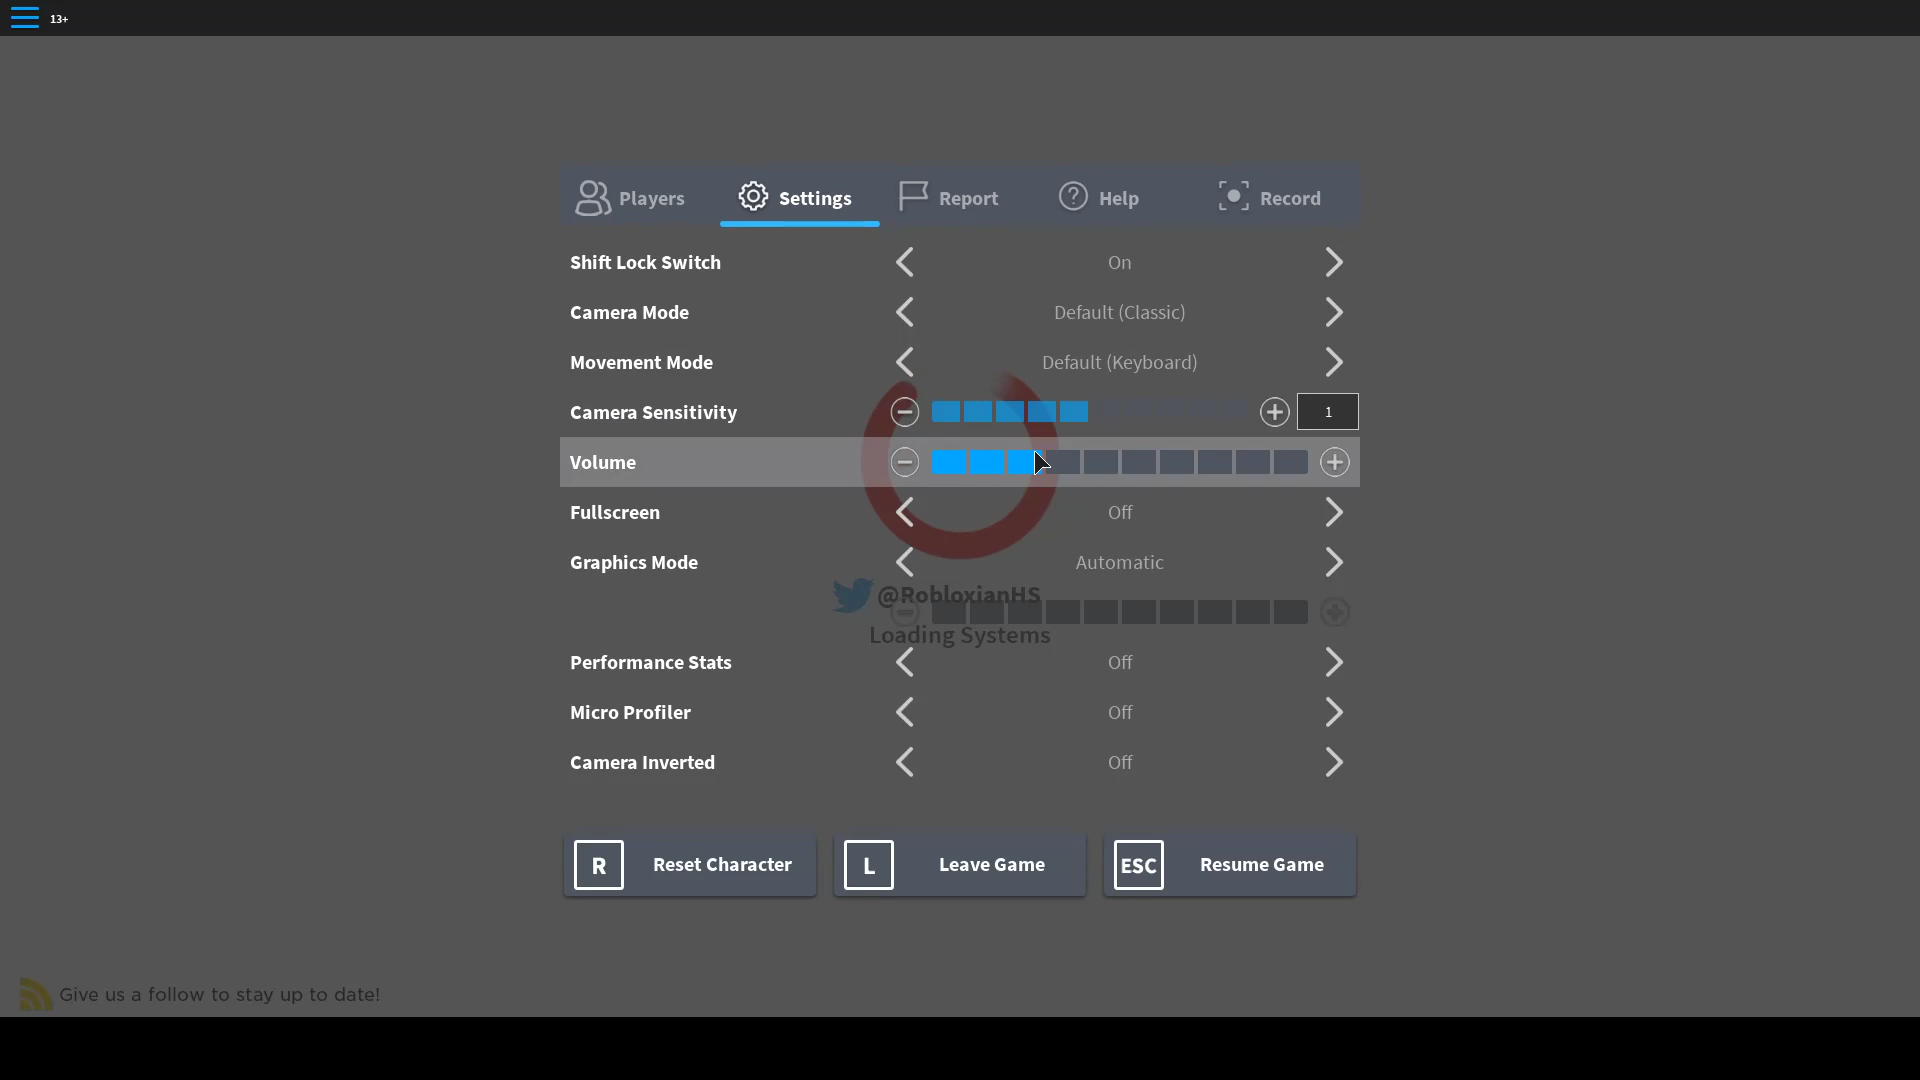 13+
Players Settings Report Help Record
Shift Lock Switch On
Camera Mode Default (Classic)
Movement Mode Default (Keyboard)
Camera Sensitivity 1
Volume
Fullscreen Off
Graphics Mode Automatic
@RobloxianHS
Loading Systems
Performance Stats Off
Micro Profiler Off
Camera Inverted Off
R Reset Character L Leave Game ESC Resume Game
Give us a follow to stay up to date!